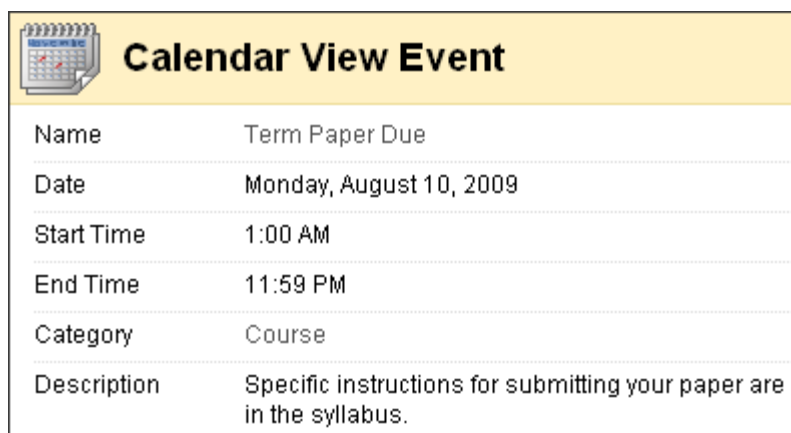 Calendar View Event
Name Term Paper Due
Date Monday, August 10, 2009
Start Time 1:00 AM
End Time 11:59 PM
Category Course
Description Specific instructions for submitting your paper are
in the syllabus.